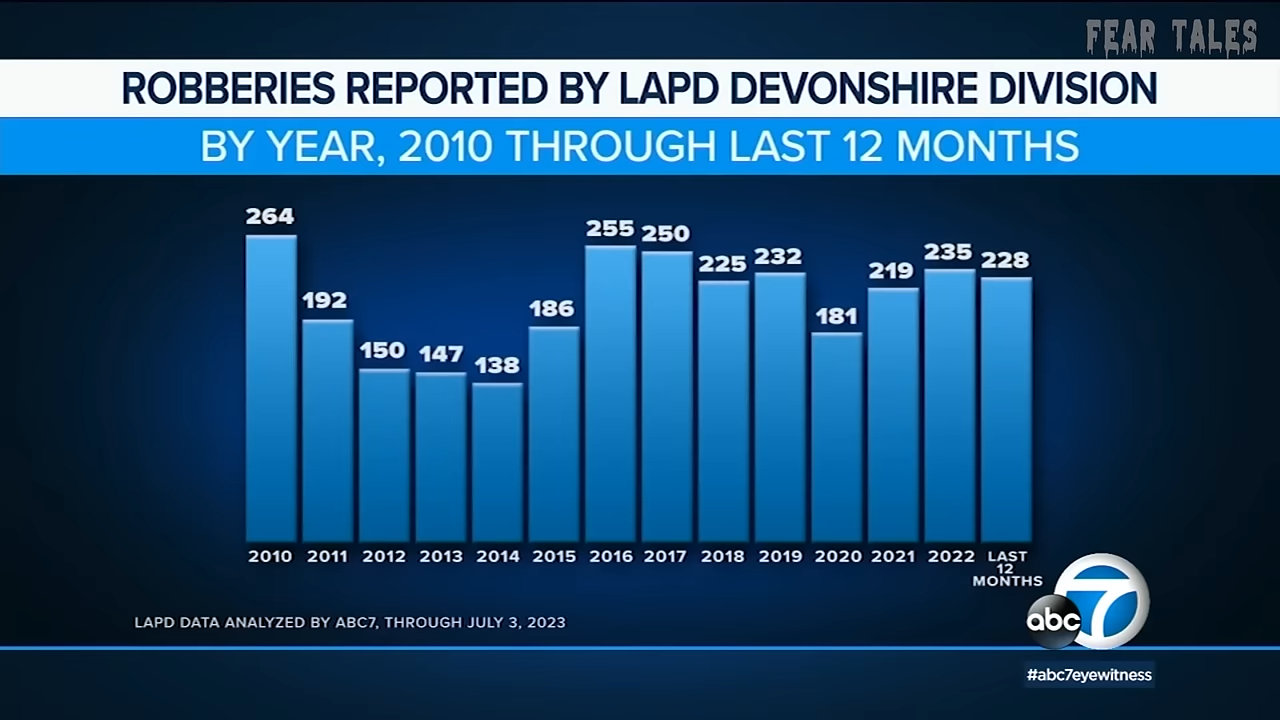 FEAR TALES
ROBBERIES REPORTED BY LAPD DEVONSHIRE DIVISION
BY YEAR, 2010 THROUGH LAST 12 MONTHS
264
192
150
147
138
186
255
250
225
232
181
219
235
228
2010 2011 2012 2013 2014 2015 2016 2017 2018 2019 2020 2021 2022 LAST
12
MONTHS
LAPD DATA ANALYZED BY ABC7, THROUGH JULY 3, 2023
abc 7
#abc7eyewitness